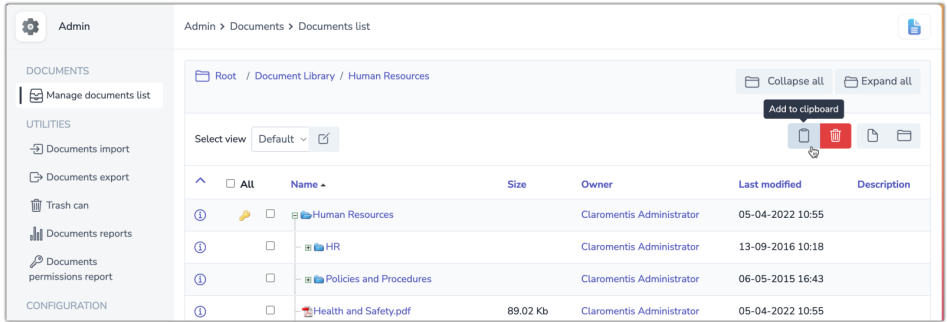 Admin
Admin > Documents > Documents list
DOCUMENTS
Manage documents list
UTILITIES
Documents import
Documents export
Trash can
Documents reports
Documents
permissions report
CONFIGURATION
Root / Document Library / Human Resources
Collapse all Expand all
Add to clipboard
Select view Default
All Name Size Owner Last modified Description
Human Resources Claromentis Administrator 05-04-2022 10:55
HR Claromentis Administrator 13-09-2016 10:18
Policies and Procedures Claromentis Administrator 06-05-2015 16:43
Health and Safety.pdf 89.02 Kb Claromentis Administrator 05-04-2022 10:55